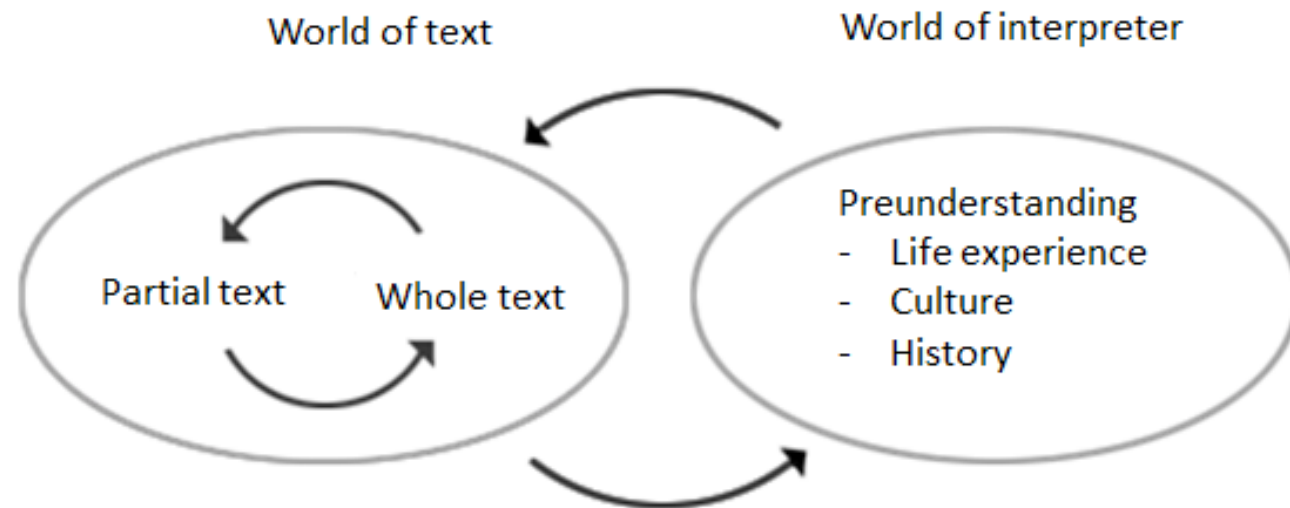 World of text
World of interpreter
Partial text
Whole text
Preunderstanding
- Life experience
- Culture
- History